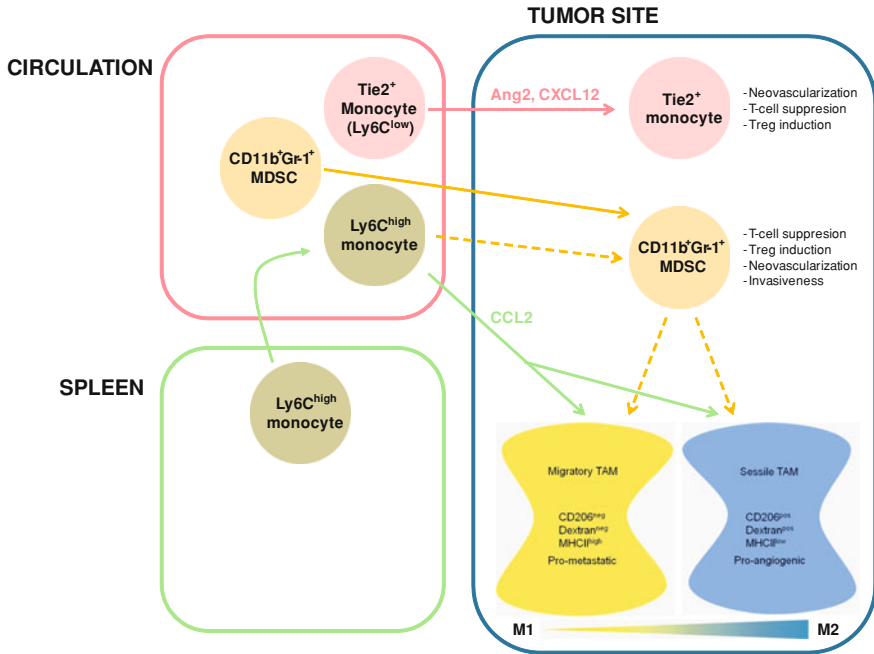 TUMOR SITE
CIRCULATION
Tie2⁺
Monocyte
(Ly6Cˡᵒʷ)
CD11b⁺Gr-1⁺
MDSC
Ly6Cʰⁱᵍʰ
monocyte
Ang2, CXCL12
Tie2⁺
monocyte
- Neovascularization
- T-cell suppresion
- Treg induction
CD11b⁺Gr-1⁺
MDSC
- T-cell suppresion
- Treg induction
- Neovascularization
- Invasiveness
CCL2
SPLEEN
Ly6Cʰⁱᵍʰ
monocyte
Migratory TAM
CD206ⁿᵉᵍ
Dextranⁿᵉᵍ
MHCIIʰⁱᵍʰ
Pro-metastatic
Sessile TAM
CD206ᵖᵒˢ
Dextranᵖᵒˢ
MHCIIˡᵒʷ
Pro-angiogenic
M1
M2